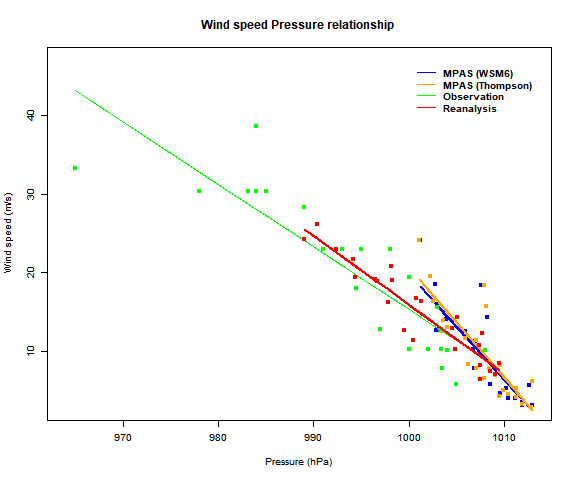 Wind speed Pressure relationship
MPAS (WSM6)
MPAS (Thompson)
Observation
Reanalysis
Wind speed (m/s)
40
30
20
10
970
980
990
1000
1010
Pressure (hPa)